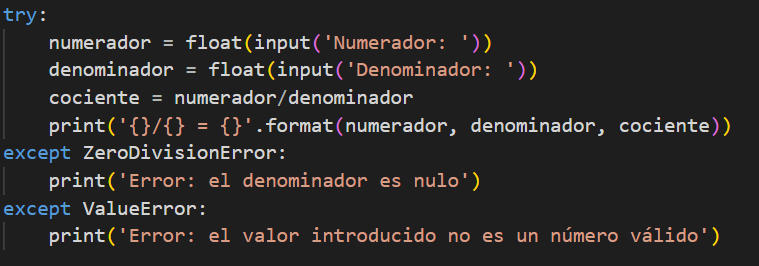 try:
    numerador = float(input('Numerador: '))
    denominador = float(input('Denominador: '))
    cociente = numerador/denominador
    print('{}/{} = {}'.format(numerador, denominador, cociente))
except ZeroDivisionError:
    print('Error: el denominador es nulo')
except ValueError:
    print('Error: el valor introducido no es un número válido')